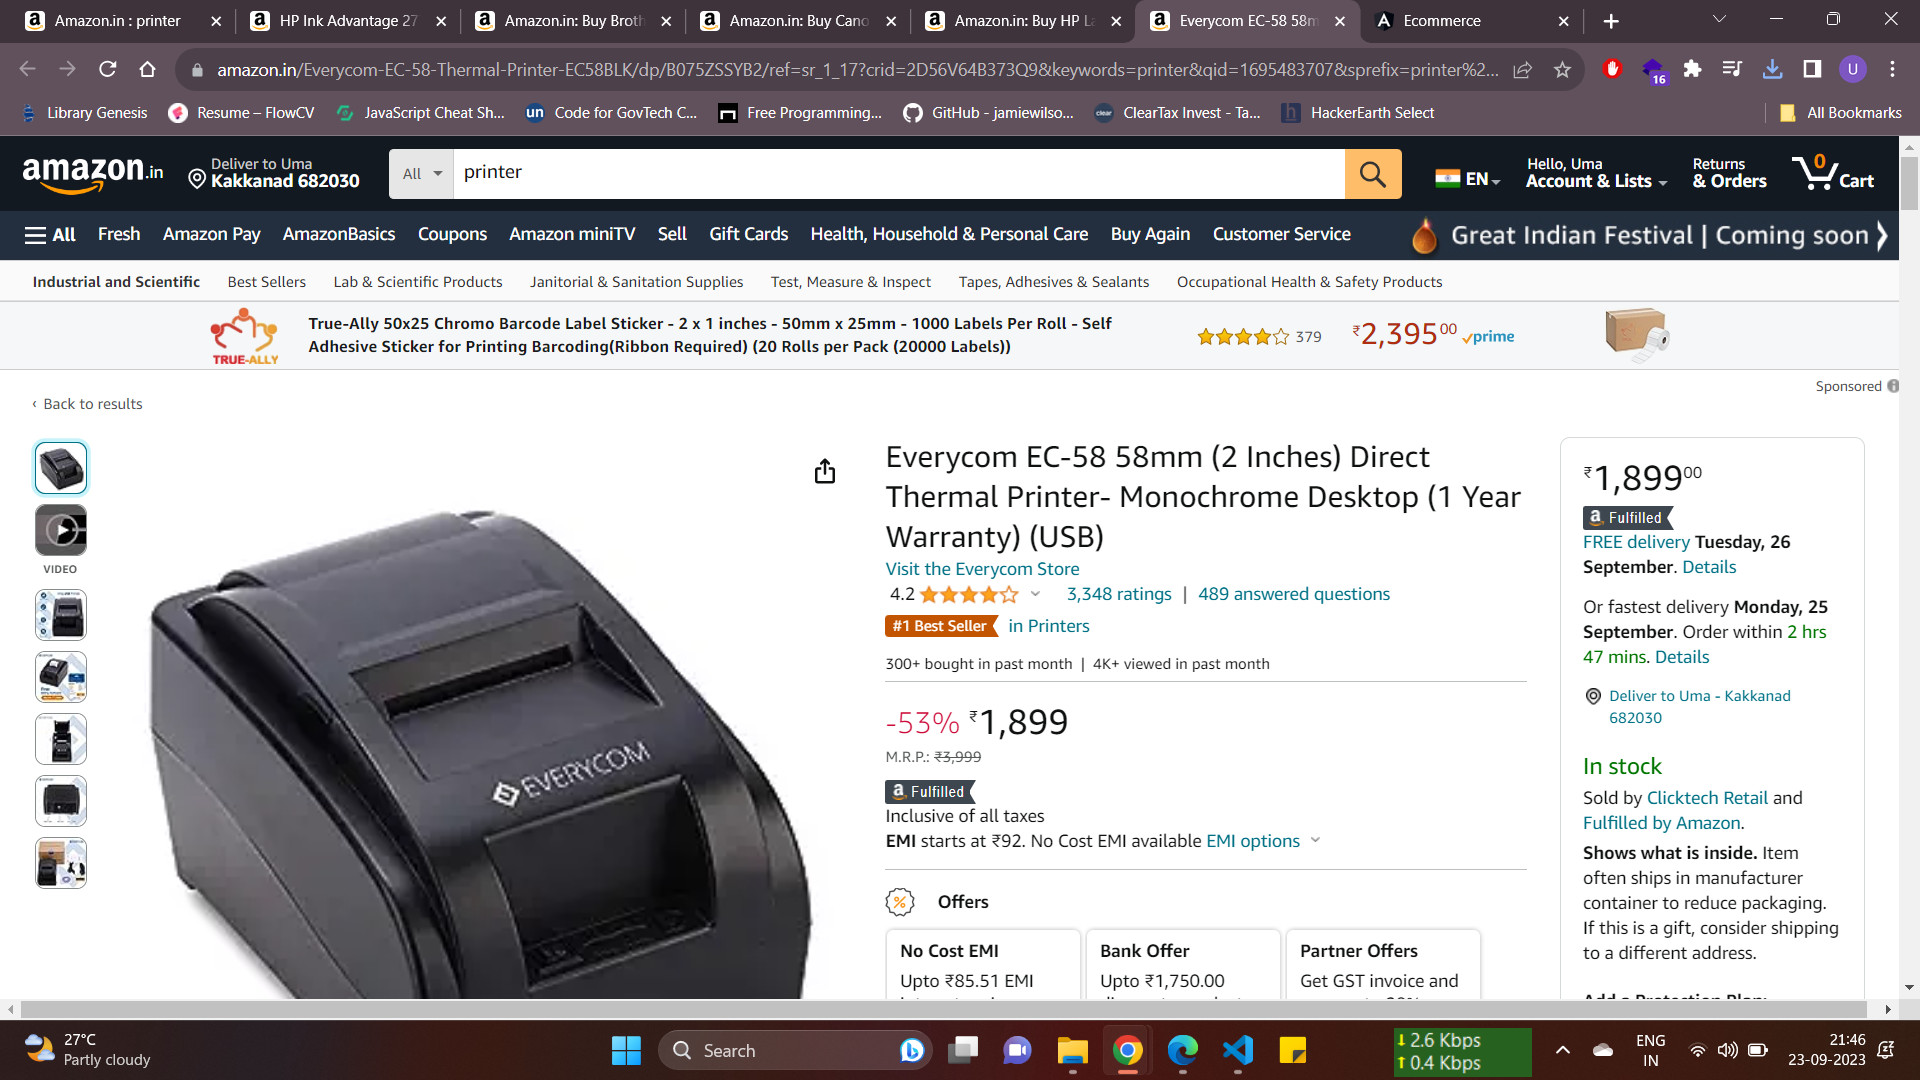 Amazon.in : printer
HP Ink Advantage 27
Amazon.in: Buy Broth
Amazon.in: Buy Cano
Amazon.in: Buy HP La
Everycom EC-58 58m
Ecommerce
amazon.in/Everycom-EC-58-Thermal-Printer-EC58BLK/dp/B075ZSSYB2/ref=sr_1_17?crid=2D56V64B373Q9&keywords=printer&qid=1695483707&sprefix=printer%2...
16
U
Library Genesis
Resume – FlowCV
JavaScript Cheat Sh...
un Code for GovTech C...
Free Programming...
GitHub - jamiewilso...
clear ClearTax Invest - Ta...
h HackerEarth Select
All Bookmarks
amazon.in
Deliver to Uma
Kakkanad 682030
All
printer
EN
Hello, Uma
Account & Lists
Returns
& Orders
0
Cart
All
Fresh
Amazon Pay
AmazonBasics
Coupons
Amazon miniTV
Sell
Gift Cards
Health, Household & Personal Care
Buy Again
Customer Service
Great Indian Festival | Coming soon
Industrial and Scientific
Best Sellers
Lab & Scientific Products
Janitorial & Sanitation Supplies
Test, Measure & Inspect
Tapes, Adhesives & Sealants
Occupational Health & Safety Products
TRUE-ALLY
True-Ally 50x25 Chromo Barcode Label Sticker - 2 x 1 inches - 50mm x 25mm - 1000 Labels Per Roll - Self
Adhesive Sticker for Printing Barcoding(Ribbon Required) (20 Rolls per Pack (20000 Labels))
379
₹2,39500
prime
Sponsored
‹ Back to results
VIDEO
EVERYCOM
Everycom EC-58 58mm (2 Inches) Direct
Thermal Printer- Monochrome Desktop (1 Year
Warranty) (USB)
Visit the Everycom Store
4.2
3,348 ratings | 489 answered questions
#1 Best Seller in Printers
300+ bought in past month | 4K+ viewed in past month
-53% ₹1,899
M.R.P.: ₹3,999
a Fulfilled
Inclusive of all taxes
EMI starts at ₹92. No Cost EMI available EMI options
% Offers
No Cost EMI
Upto ₹85.51 EMI
Bank Offer
Upto ₹1,750.00
Partner Offers
Get GST invoice and
₹1,89900
a Fulfilled
FREE delivery Tuesday, 26
September. Details
Or fastest delivery Monday, 25
September. Order within 2 hrs
47 mins. Details
Deliver to Uma - Kakkanad
682030
In stock
Sold by Clicktech Retail and
Fulfilled by Amazon.
Shows what is inside. Item
often ships in manufacturer
container to reduce packaging.
If this is a gift, consider shipping
to a different address.
Add a Protection Plan:
27°C
Partly cloudy
Search
2.6 Kbps
0.4 Kbps
ENG
IN
21:46
23-09-2023